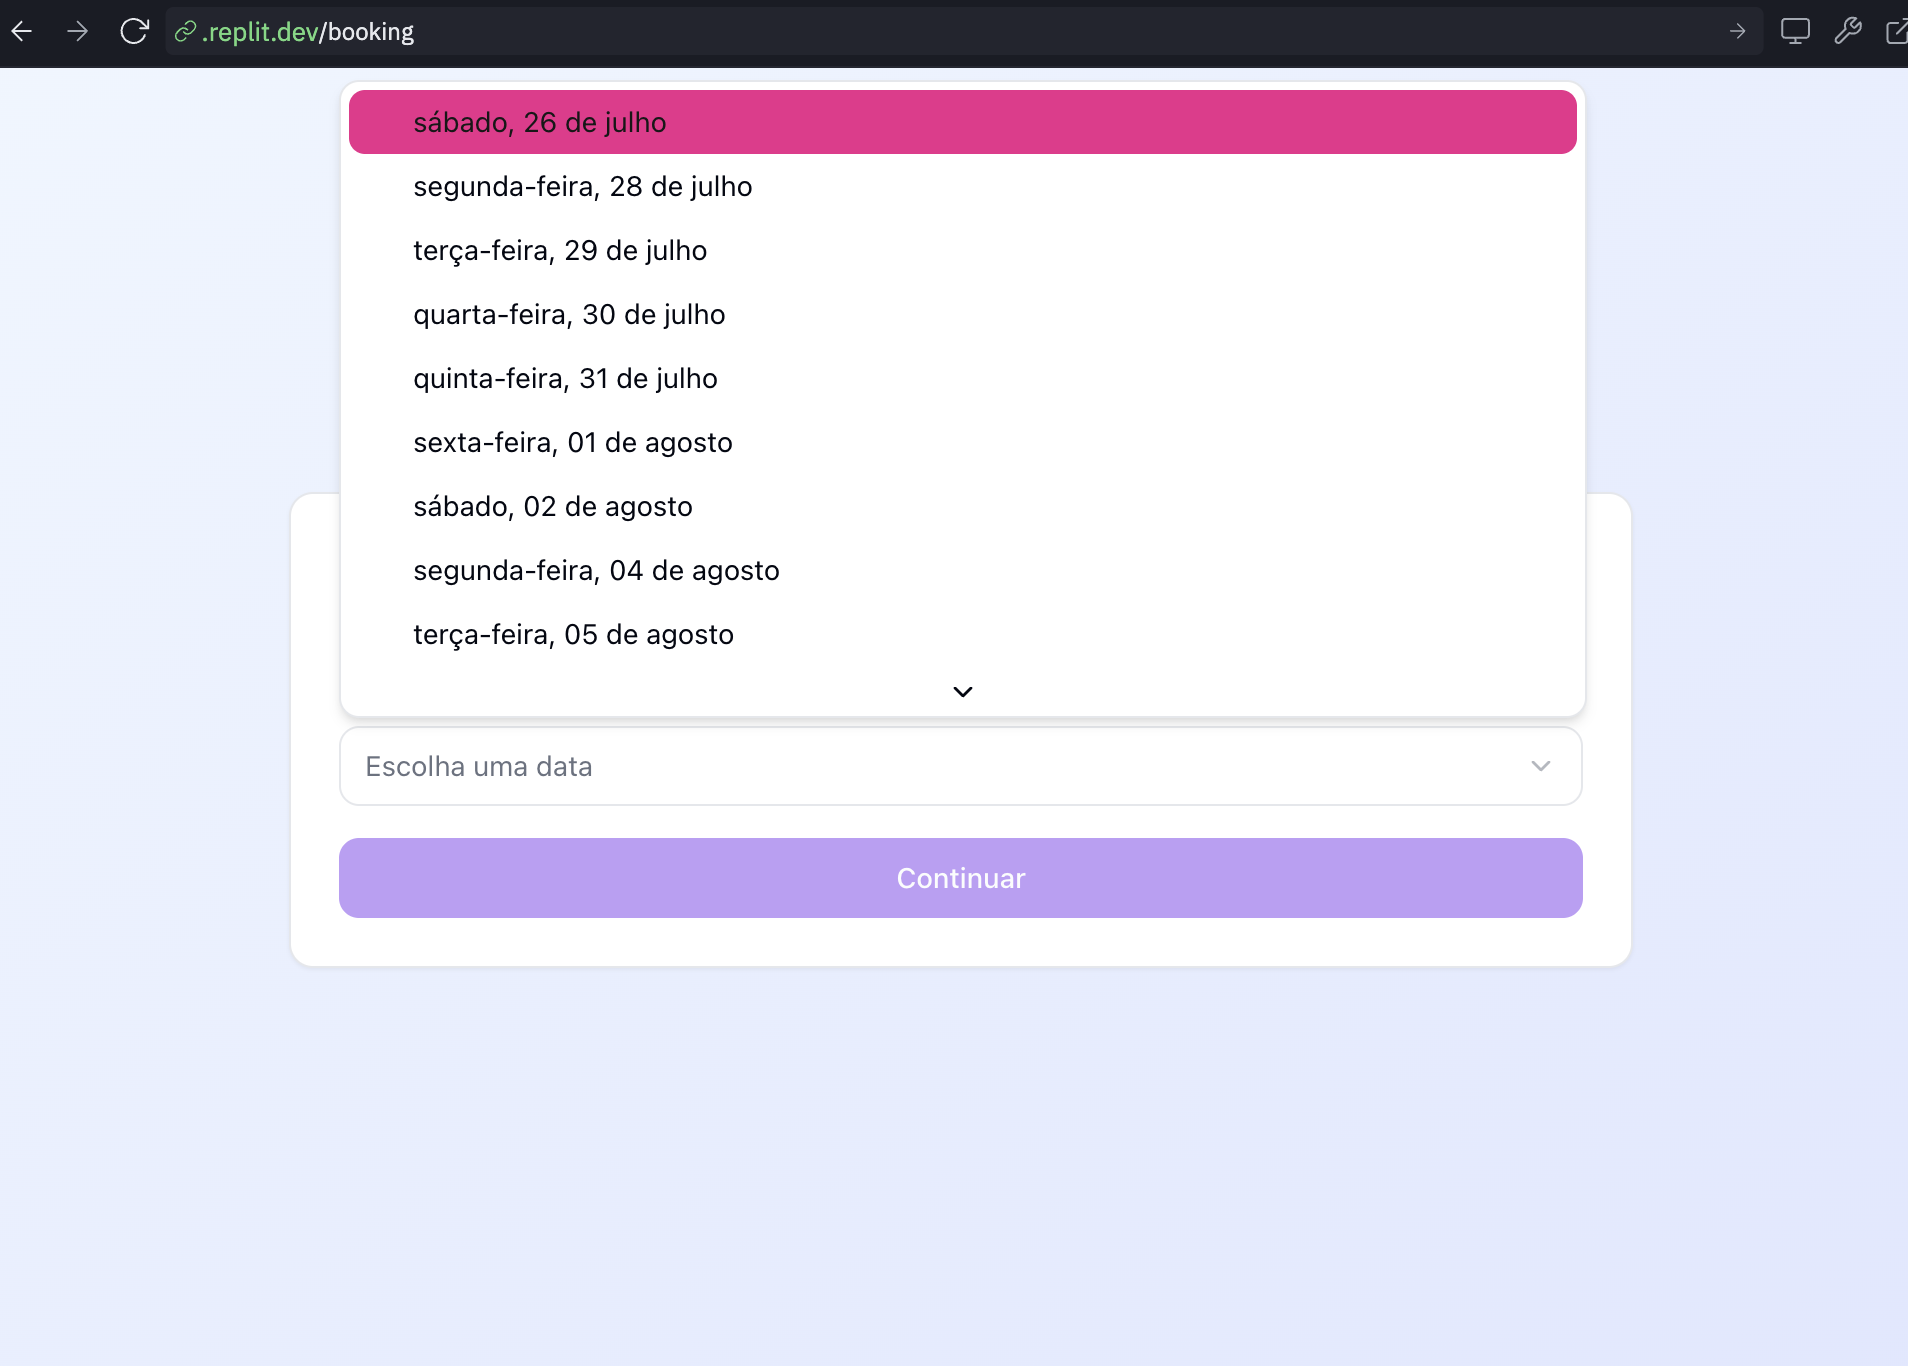 .replit.dev/booking
sábado, 26 de julho
segunda-feira, 28 de julho
terça-feira, 29 de julho
quarta-feira, 30 de julho
quinta-feira, 31 de julho
sexta-feira, 01 de agosto
sábado, 02 de agosto
segunda-feira, 04 de agosto
terça-feira, 05 de agosto
Escolha uma data
Continuar